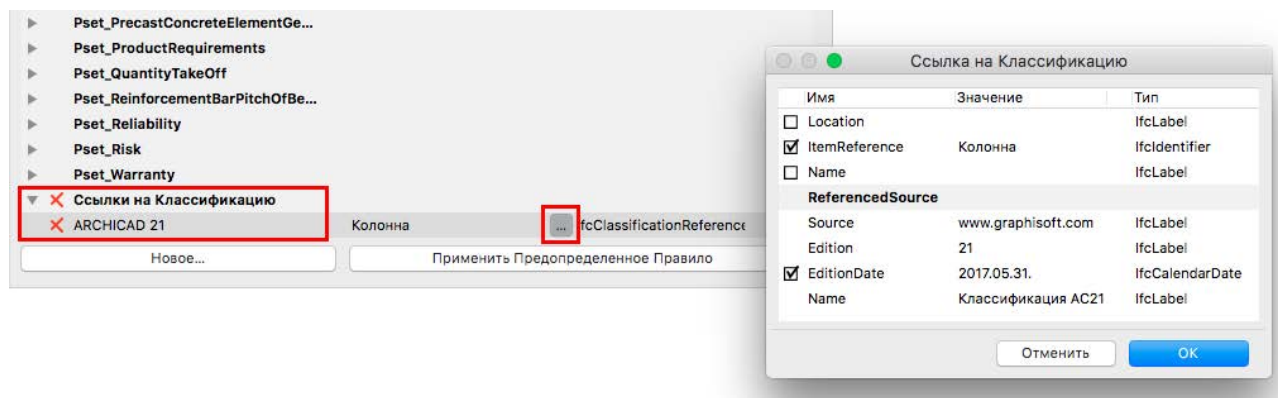 Pset_PrecastConcreteElementGe...
Pset_ProductRequirements
Pset_QuantityTakeOff
Pset_ReinforcementBarPitchOfBe...
Pset_Reliability
Pset_Risk
Pset_Warranty
Ссылки на Классификацию
ARCHICAD 21 Колонна ... fcClassificationReference
Новое... Применить Предопределенное Правило
Ссылка на Классификацию
Имя Значение Тип
Location IfcLabel
ItemReference Колонна IfcIdentifier
Name IfcLabel
ReferencedSource
Source www.graphisoft.com IfcLabel
Edition 21 IfcLabel
EditionDate 2017.05.31. IfcCalendarDate
Name Классификация AC21 IfcLabel
Отменить OK